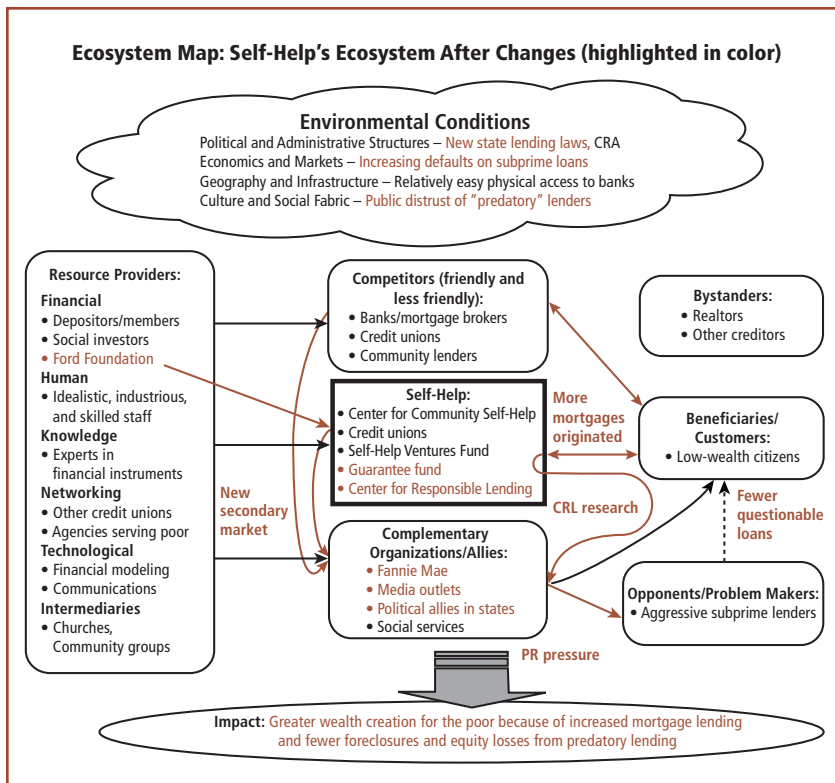 Ecosystem Map: Self-Help's Ecosystem After Changes (highlighted in color)
Environmental Conditions
Political and Administrative Structures – New state lending laws, CRA
Economics and Markets – Increasing defaults on subprime loans
Geography and Infrastructure – Relatively easy physical access to banks
Culture and Social Fabric – Public distrust of "predatory" lenders
Resource Providers:
Financial
• Depositors/members
• Social investors
• Ford Foundation
Human
• Idealistic, industrious,
and skilled staff
Knowledge
• Experts in
financial instruments
Networking
• Other credit unions
• Agencies serving poor
Technological
• Financial modeling
• Communications
Intermediaries
• Churches,
Community groups
New
secondary
market
Competitors (friendly and
less friendly):
• Banks/mortgage brokers
• Credit unions
• Community lenders
Self-Help:
• Center for Community Self-Help
• Credit unions
• Self-Help Ventures Fund
• Guarantee fund
• Center for Responsible Lending
Complementary
Organizations/Allies:
• Fannie Mae
• Media outlets
• Political allies in states
• Social services
More
mortgages
originated
CRL research
PR pressure
Bystanders:
• Realtors
• Other creditors
Beneficiaries/
Customers:
• Low-wealth citizens
Fewer
questionable
loans
Opponents/Problem Makers:
• Aggressive subprime lenders
Impact: Greater wealth creation for the poor because of increased mortgage lending
and fewer foreclosures and equity losses from predatory lending